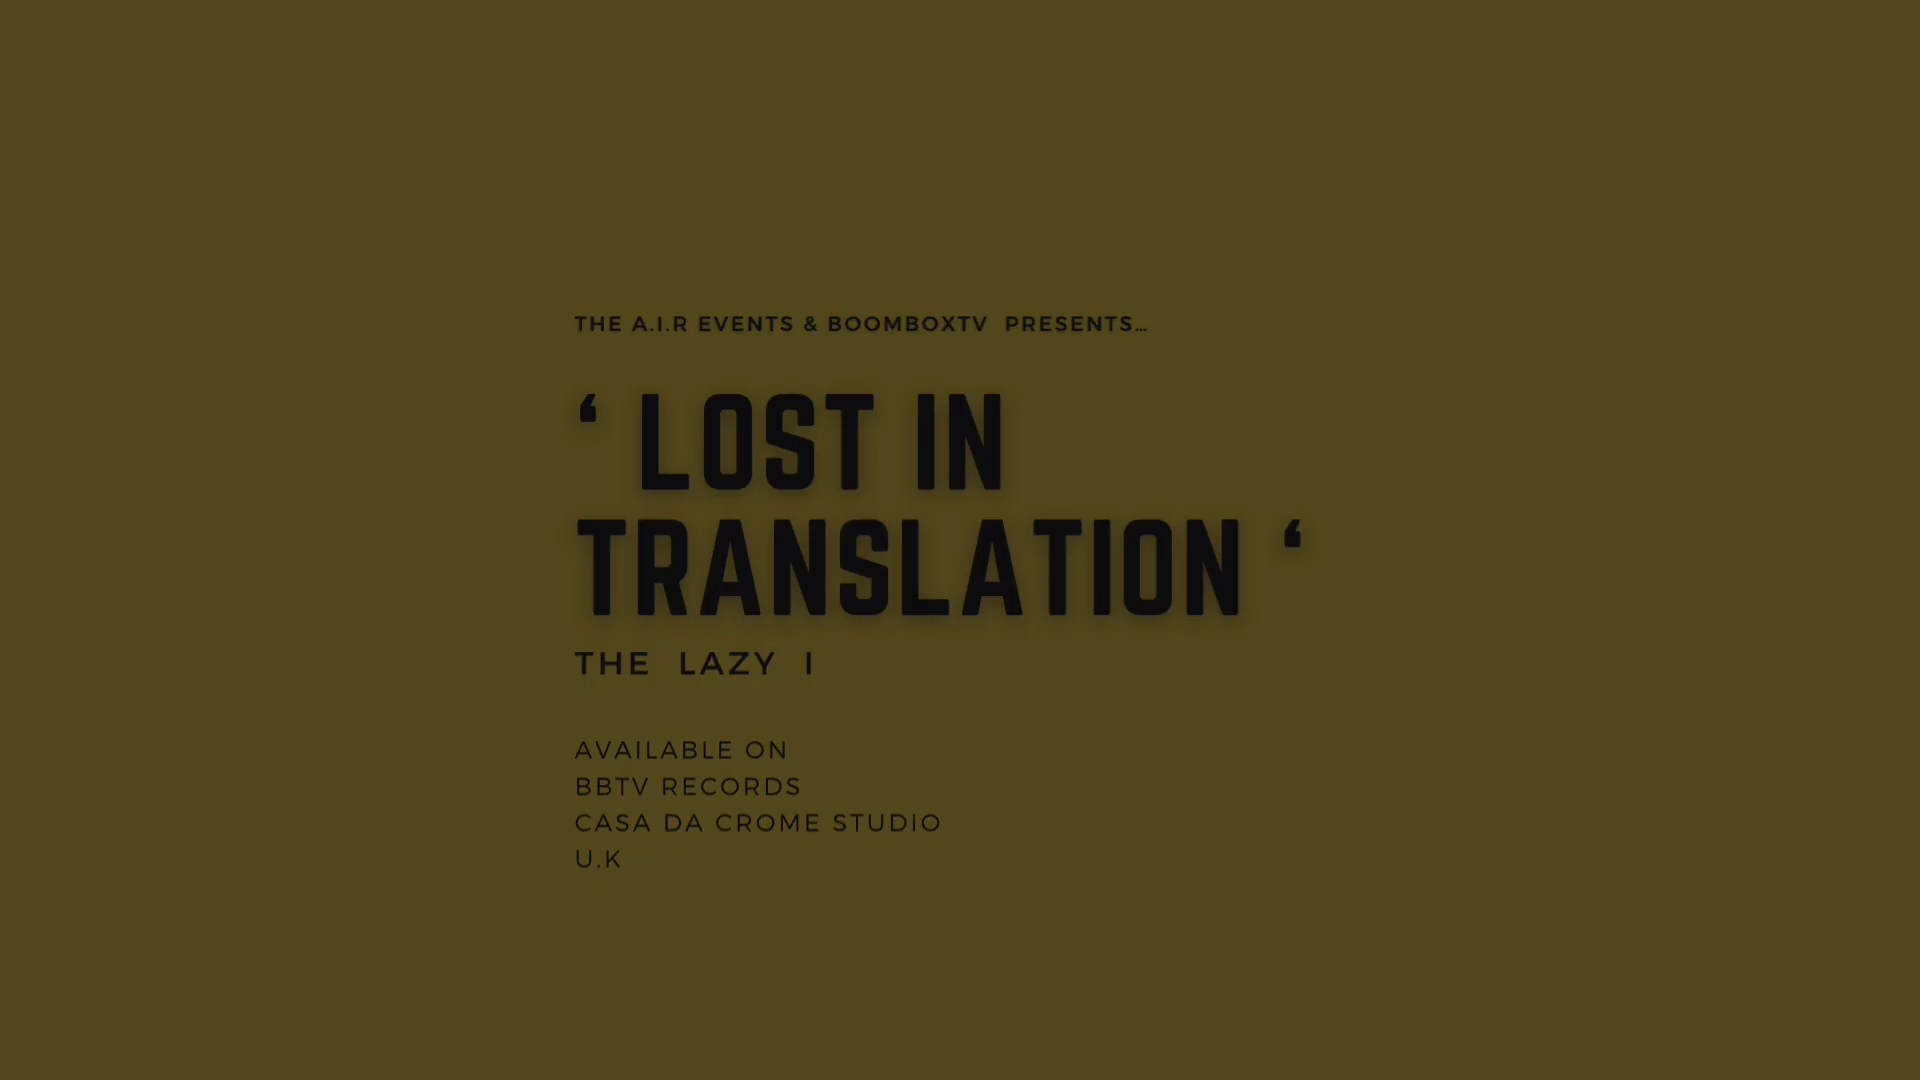 THE A.I.R EVENTS & BOOMBOXTV PRESENTS...
‘ LOST IN
TRANSLATION ‘
THE LAZY I
AVAILABLE ON
BBTV RECORDS
CASA DA CROME STUDIO
U.K